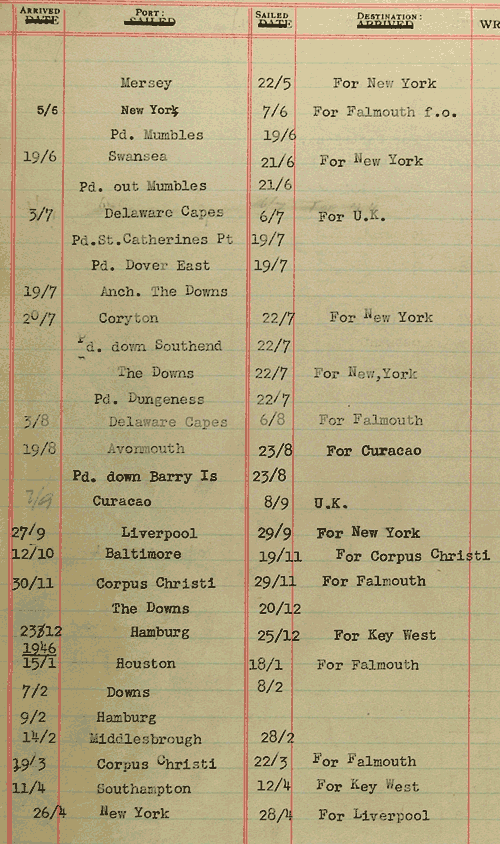 ARRIVED PORT: SAILED DESTINATION:
DATE SAILED DATE ARRIVED WR
Mersey 22/5 For New York
5/6 New York 7/6 For Falmouth f.o.
Pd. Mumbles 19/6
19/6 Swansea 21/6 For New York
Pd. out Mumbles 21/6
3/7 Delaware Capes 6/7 For U.K.
Pd.St.Catherines Pt 19/7
Pd. Dover East 19/7
19/7 Anch. The Downs
20/7 Coryton 22/7 For New York
Pd. down Southend 22/7
The Downs 22/7 For New,York
Pd. Dungeness 22/7
3/8 Delaware Capes 6/8 For Falmouth
19/8 Avonmouth 23/8 For Curacao
Pd. down Barry Is 23/8
Curacao 8/9 U.K.
27/9 Liverpool 29/9 For New York
12/10 Baltimore 19/11 For Corpus Christi
30/11 Corpus Christi 29/11 For Falmouth
The Downs 20/12
23/12 Hamburg 25/12 For Key West
1946
15/1 Houston 18/1 For Falmouth
7/2 Downs 8/2
9/2 Hamburg
14/2 Middlesbrough 28/2
19/3 Corpus Christi 22/3 For Falmouth
11/4 Southampton 12/4 For Key West
26/4 New York 28/4 For Liverpool